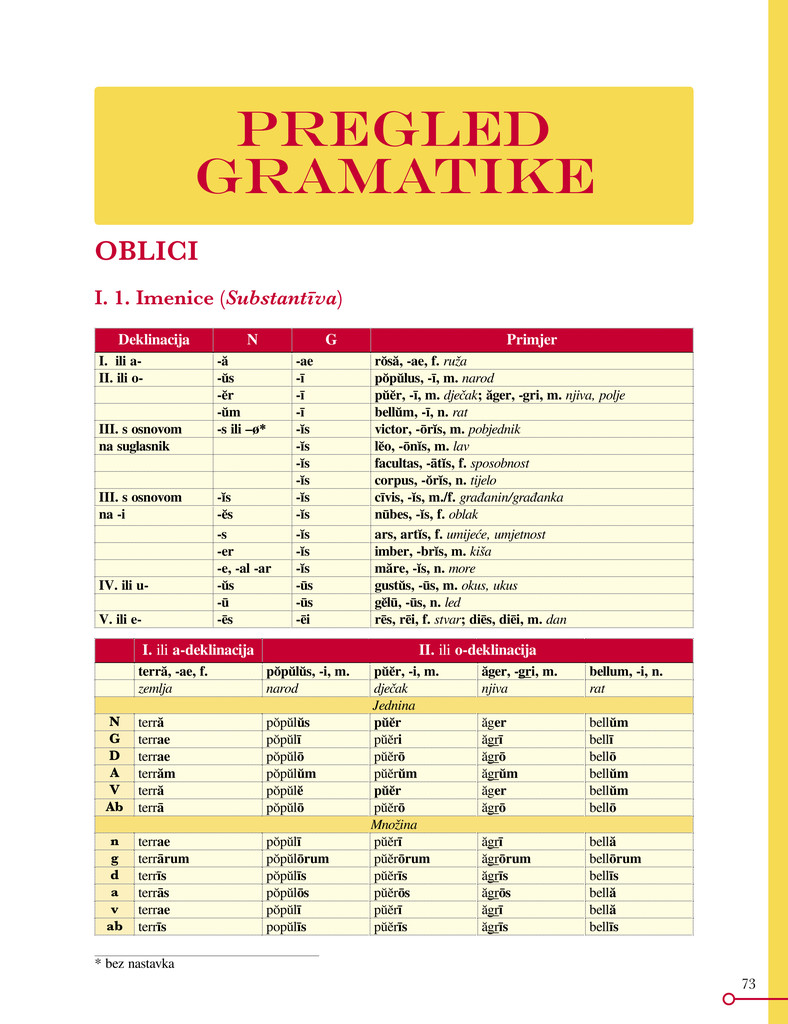 PREGLED
GRAMATIKE
OBLICI
I. 1. Imenice (Substantīva)
Deklinacija N G Primjer
I. ili a- -ă -ae rŏsă, -ae, f. ruža
II. ili o- -ŭs -ī pŏpŭlus, -ī, m. narod
-ĕr -ī pŭĕr, -ī, m. dječak; ăger, -gri, m. njiva, polje
-ŭm -ī bellŭm, -ī, n. rat
III. s osnovom -s ili –ø* -ĭs victor, -ōrĭs, m. pobjednik
na suglasnik -ĭs lĕo, -ōnĭs, m. lav
-ĭs facultas, -ātĭs, f. sposobnost
-ĭs corpus, -ŏrĭs, n. tijelo
III. s osnovom -ĭs -ĭs cīvis, -ĭs, m./f. građanin/građanka
na -i -ĕs -ĭs nūbes, -ĭs, f. oblak
-s -ĭs ars, artĭs, f. umijeće, umjetnost
-er -ĭs imber, -brĭs, m. kiša
-e, -al -ar -ĭs măre, -ĭs, n. more
IV. ili u- -ŭs -ūs gustŭs, -ūs, m. okus, ukus
-ū -ūs gĕlū, -ūs, n. led
V. ili e- -ēs -ēi rēs, rēi, f. stvar; diēs, diēi, m. dan
I. ili a-deklinacija II. ili o-deklinacija
terră, -ae, f. pŏpŭlŭs, -i, m. pŭĕr, -i, m. ăger, -gri, m. bellum, -i, n.
zemlja narod dječak njiva rat
Jednina
N terră pŏpŭlŭs pŭĕr ăger bellŭm
G terrae pŏpŭlī pŭĕri ăgrī bellī
D terrae pŏpŭlō pŭĕrō ăgrō bellō
A terrăm pŏpŭlŭm pŭĕrŭm ăgrŭm bellŭm
V terră pŏpŭlĕ pŭĕr ăger bellŭm
Ab terrā pŏpŭlō pŭĕrō ăgrō bellō
Množina
n terrae pŏpŭlī pŭĕrī ăgrī bellă
g terrārum pŏpŭlōrum pŭĕrōrum ăgrōrum bellōrum
d terrīs pŏpŭlīs pŭĕrīs ăgrīs bellīs
a terrās pŏpŭlōs pŭĕrōs ăgrōs bellă
v terrae pŏpŭlī pŭĕrī ăgrī bellă
ab terrīs popŭlīs pŭĕrīs ăgrīs bellīs
* bez nastavka
73